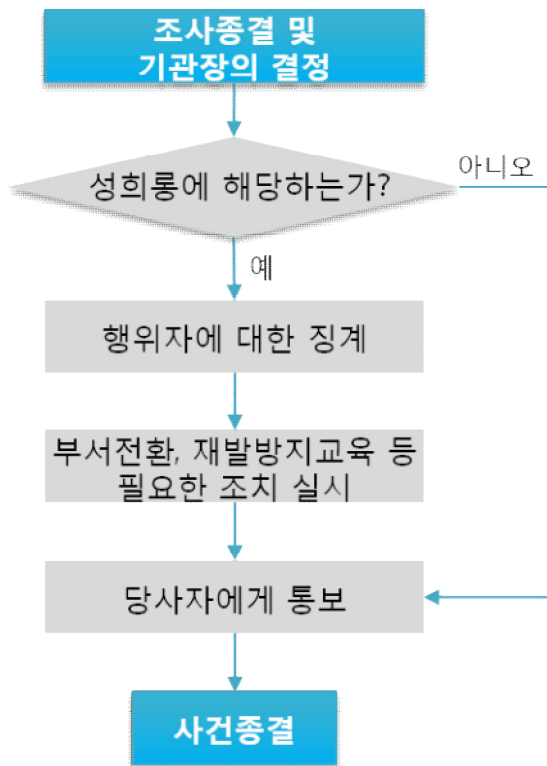 조사종결 및
기관장의 결정
성희롱에 해당하는가?
아니오
예
행위자에 대한 징계
부서전환, 재발방지교육 등
필요한 조치 실시
당사자에게 통보
사건종결